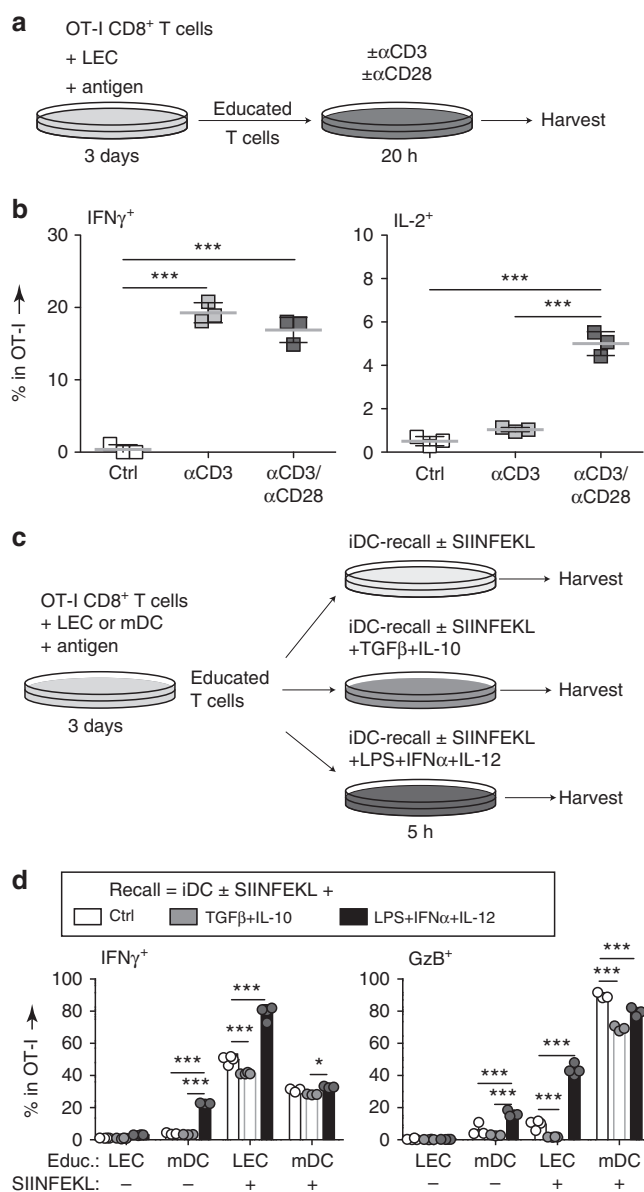 a
OT-I CD8⁺ T cells
+ LEC
+ antigen
±αCD3
±αCD28
Educated
T cells
Harvest
3 days
20 h
b
IFNγ⁺
IL-2⁺
% in OT-I
30
20
10
0
10
8
6
4
2
0
***
***
***
***
Ctrl
αCD3
αCD3/
αCD28
Ctrl
αCD3
αCD3/
αCD28
c
OT-I CD8⁺ T cells
+ LEC or mDC
+ antigen
3 days
Educated
T cells
iDC-recall ± SIINFEKL
Harvest
iDC-recall ± SIINFEKL
+TGFβ+IL-10
Harvest
iDC-recall ± SIINFEKL
+LPS+IFNα+IL-12
Harvest
5 h
d
Recall = iDC ± SIINFEKL +
Ctrl
TGFβ+IL-10
LPS+IFNα+IL-12
IFNγ⁺
GzB⁺
% in OT-I
100
80
60
40
20
0
***
***
***
***
*
100
80
60
40
20
0
***
***
***
***
***
***
Educ.: LEC mDC LEC mDC LEC mDC LEC mDC
SIINFEKL: – – + + – – + +